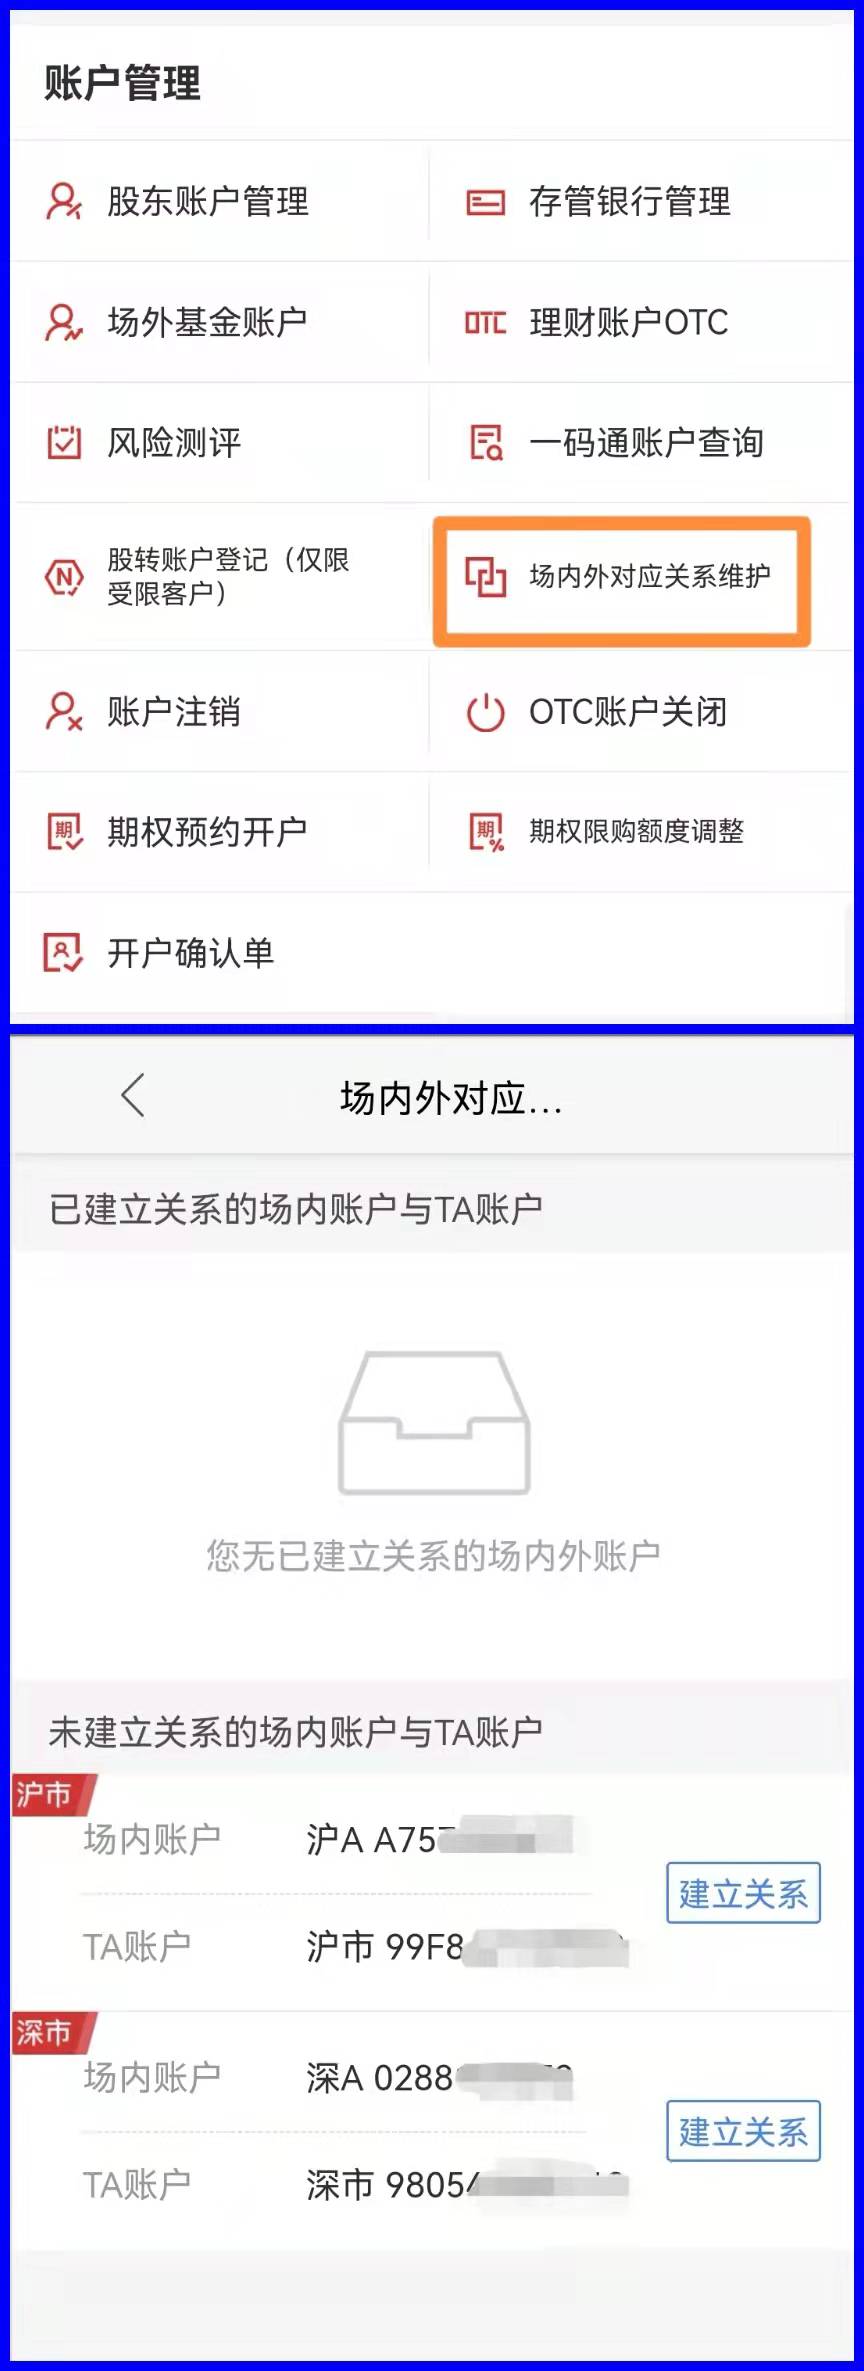 账户管理
股东账户管理
存管银行管理
场外基金账户
OTC 理财账户OTC
风险测评
一码通账户查询
股转账户登记（仅限
受限客户）
场内外对应关系维护
账户注销
OTC账户关闭
期 期权预约开户
期 % 期权限购额度调整
开户确认单
场内外对应...
已建立关系的场内账户与TA账户
您无已建立关系的场内外账户
未建立关系的场内账户与TA账户
沪市
场内账户 沪A A75
建立关系
TA账户 沪市 99F8
深市
场内账户 深A 0288
建立关系
TA账户 深市 9805